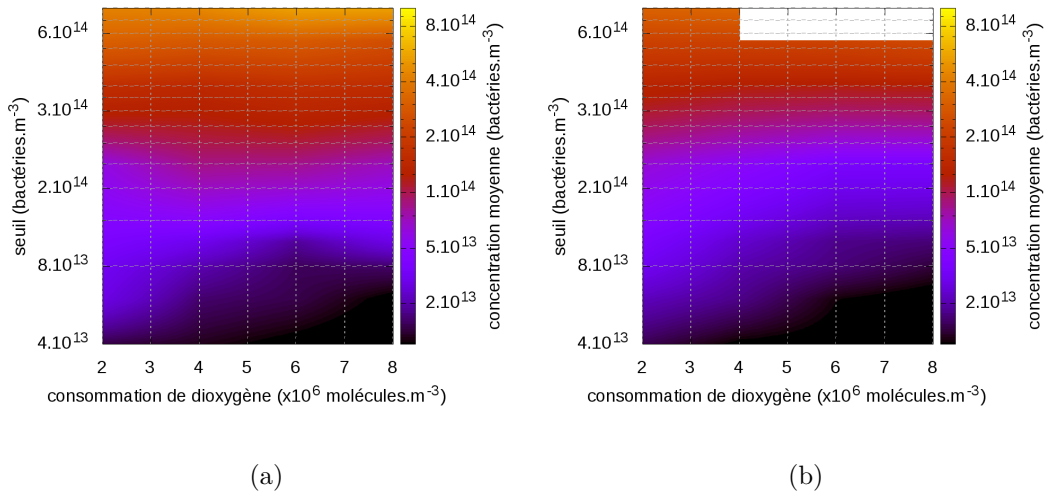 6.10^14
3.10^14
2.10^14
8.10^13
4.10^13
seuil (bactéries.m^-3)
2 3 4 5 6 7 8
consommation de dioxygène (x10^6 molécules.m^-3)
8.10^14
4.10^14
2.10^14
1.10^14
5.10^13
2.10^13
concentration moyenne (bactéries.m^-3)
(a)
6.10^14
3.10^14
2.10^14
8.10^13
4.10^13
seuil (bactéries.m^-3)
2 3 4 5 6 7 8
consommation de dioxygène (x10^6 molécules.m^-3)
8.10^14
4.10^14
2.10^14
1.10^14
5.10^13
2.10^13
concentration moyenne (bactéries.m^-3)
(b)